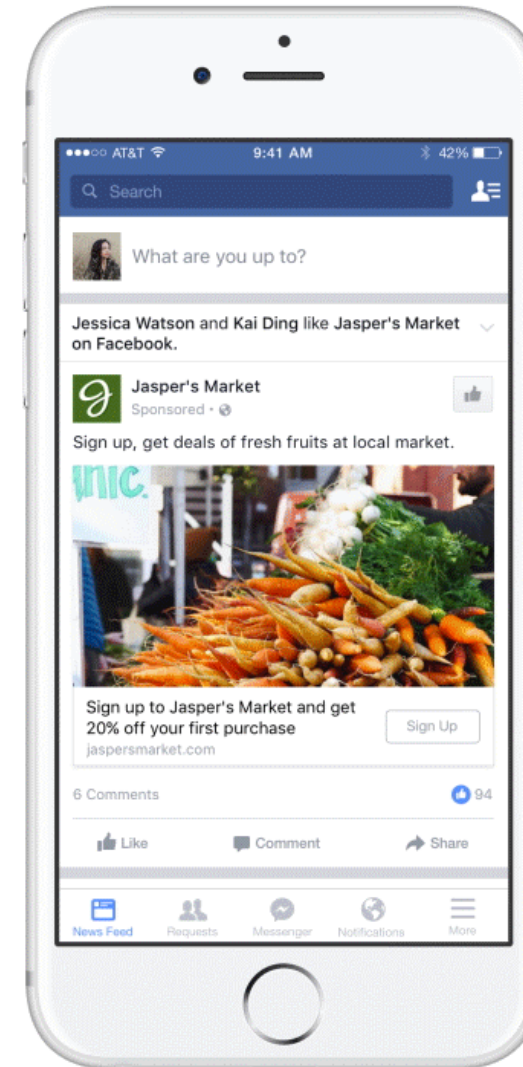 AT&T 9:41 AM 42%
Search
What are you up to?
Jessica Watson and Kai Ding like Jasper's Market
on Facebook.
Jasper's Market
Sponsored
Sign up, get deals of fresh fruits at local market.
ANIC.
Sign up to Jasper's Market and get
20% off your first purchase
Sign Up
jaspersmarket.com
6 Comments 94
Like Comment Share
News Feed Requests Messenger Notifications More